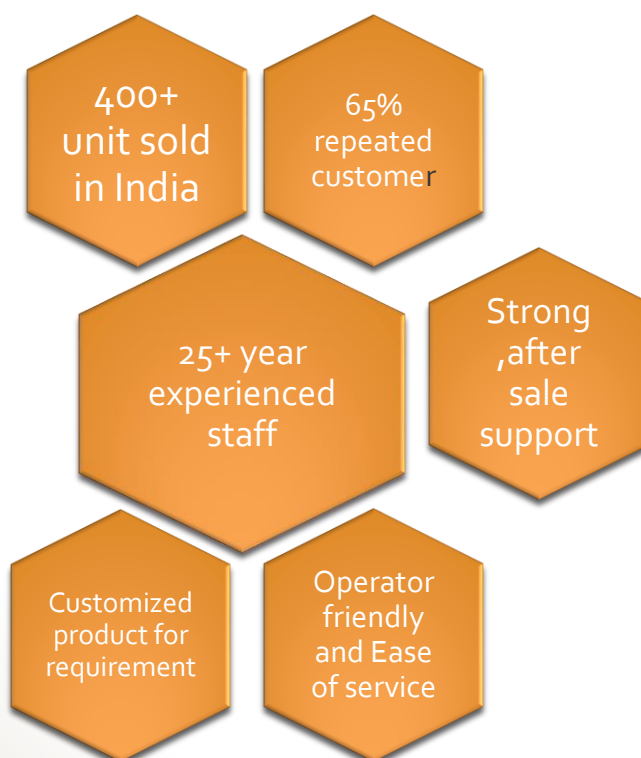 400+
unit sold
in India
65%
repeated
customer
25+ year
experienced
staff
Strong
,after
sale
support
Customized
product for
requirement
Operator
friendly
and Ease
of service